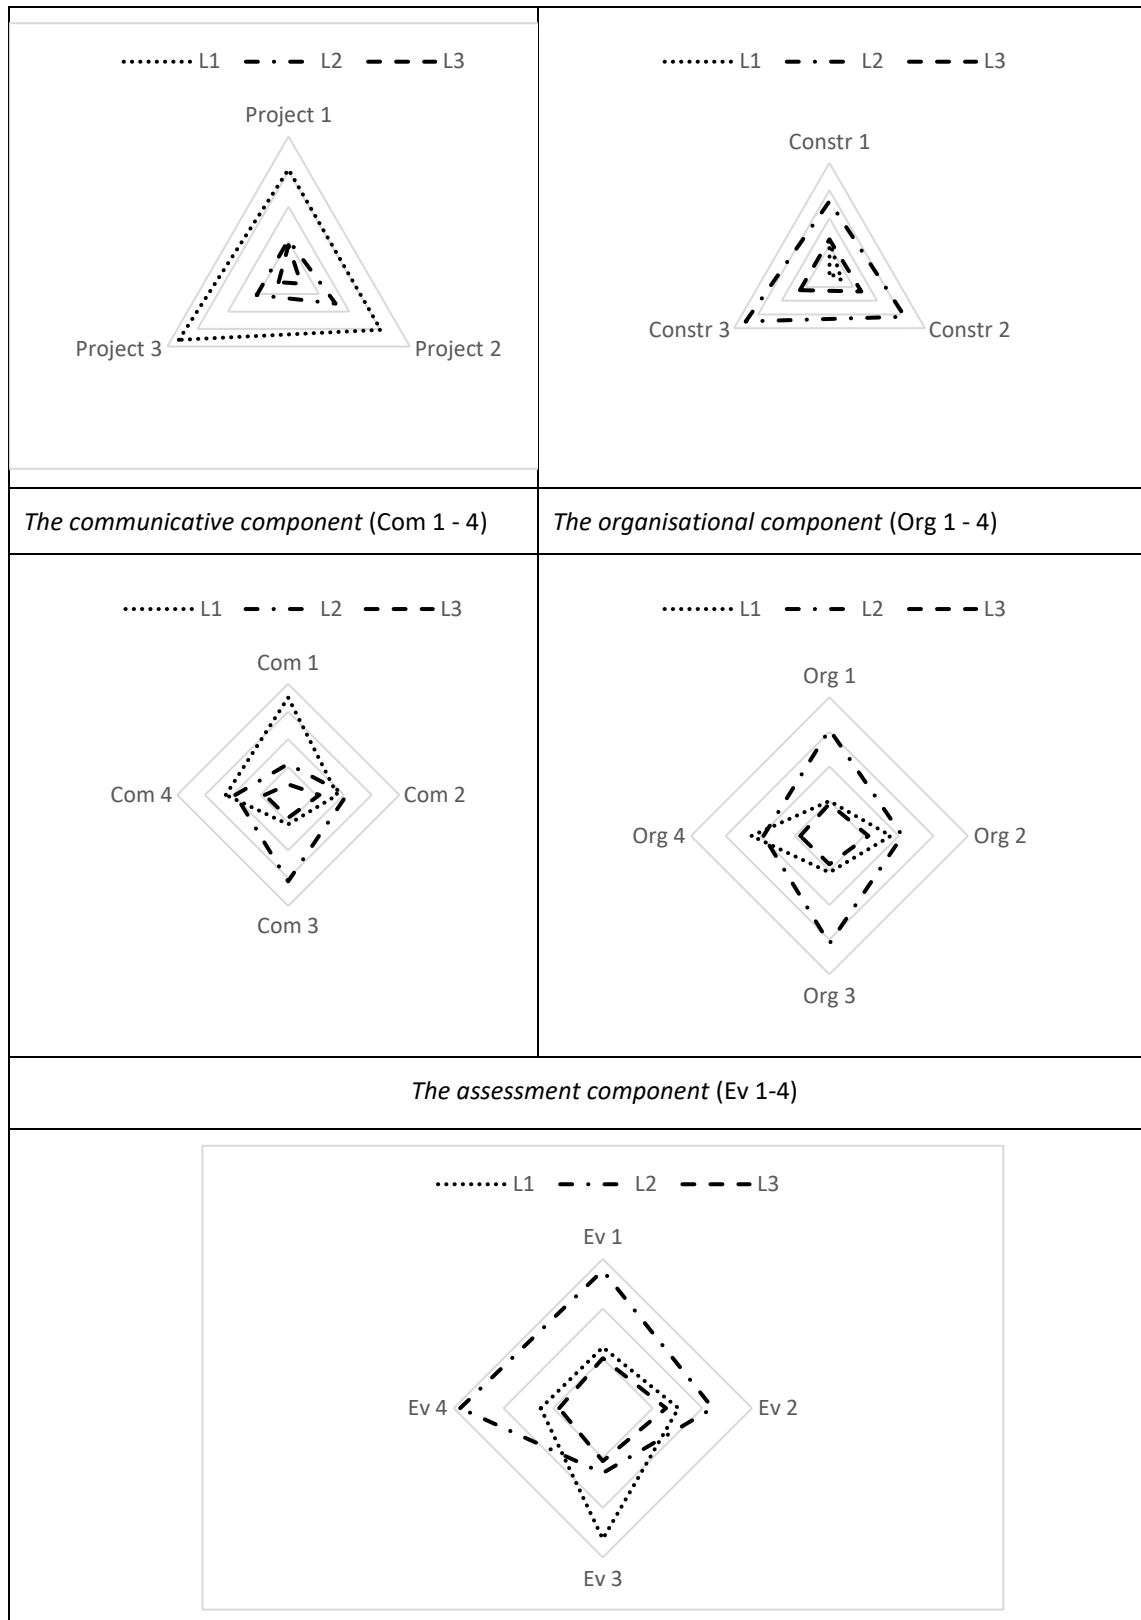 L1 L2 L3
Project 1
Project 3
Project 2
L1 L2 L3
Constr 1
Constr 3
Constr 2
The communicative component (Com 1 - 4)
The organisational component (Org 1 - 4)
L1 L2 L3
Com 1
Com 4
Com 2
Com 3
L1 L2 L3
Org 1
Org 4
Org 2
Org 3
The assessment component (Ev 1-4)
L1 L2 L3
Ev 1
Ev 4
Ev 2
Ev 3